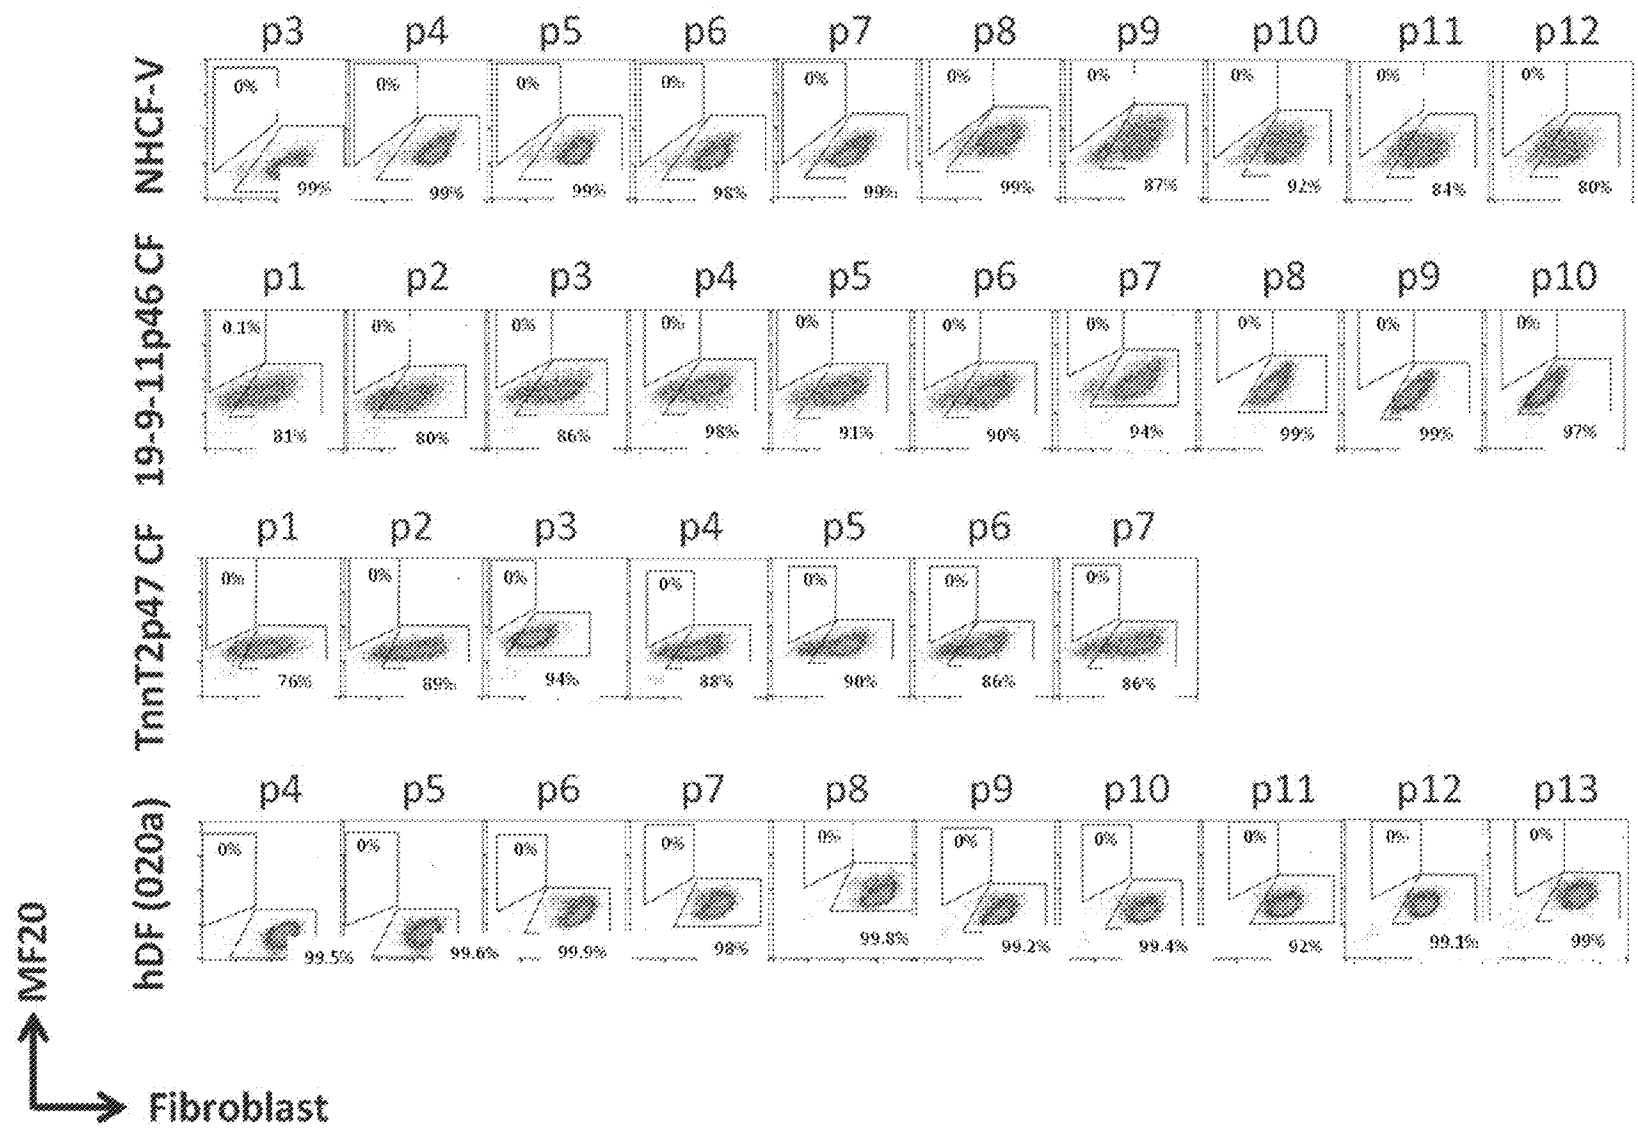 p3 p4 p5 p6 p7 p8 p9 p10 p11 p12
NHCF-V
0% 0% 0% 0% 0% 0% 0% 0% 0% 0%
99% 99% 99% 98% 99% 99% 87% 92% 84% 80%
p1 p2 p3 p4 p5 p6 p7 p8 p9 p10
19-9-11p46 CF
0.1% 0% 0% 0% 0% 0% 0% 0% 0% 0%
81% 80% 86% 98% 91% 90% 94% 99% 99% 97%
p1 p2 p3 p4 p5 p6 p7
TnnT2p47 CF
0% 0% 0% 0% 0% 0% 0%
76% 89% 94% 88% 90% 86% 86%
p4 p5 p6 p7 p8 p9 p10 p11 p12 p13
hDF (020a)
0% 0% 0% 0% 0% 0% 0% 0% 0% 0%
99.5% 99.6% 99.9% 98% 99.8% 99.2% 99.4% 92% 99.1% 99%
MF20
Fibroblast